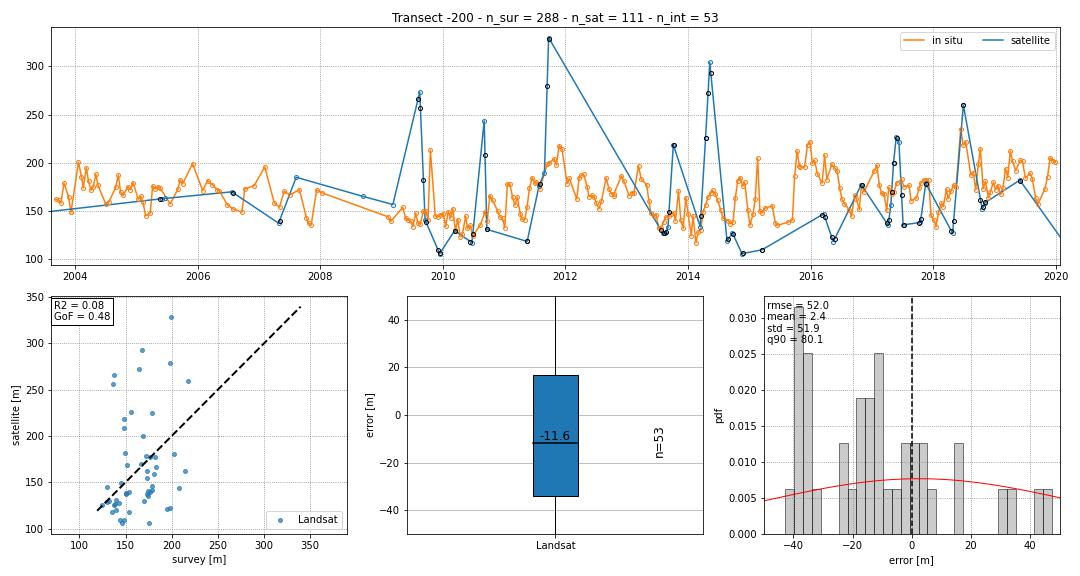 Transect -200 - n_sur = 288 - n_sat = 111 - n_int = 53
in situ
satellite
300
250
200
150
100
2004
2006
2008
2010
2012
2014
2016
2018
2020
R2 = 0.08
GoF = 0.48
350
300
250
200
150
100
satellite [m]
Landsat
100
150
200
250
300
350
survey [m]
40
20
0
−20
−40
error [m]
-11.6
n=53
Landsat
rmse = 52.0
mean = 2.4
std = 51.9
q90 = 80.1
0.030
0.025
0.020
0.015
0.010
0.005
0.000
pdf
−40
−20
0
20
40
error [m]